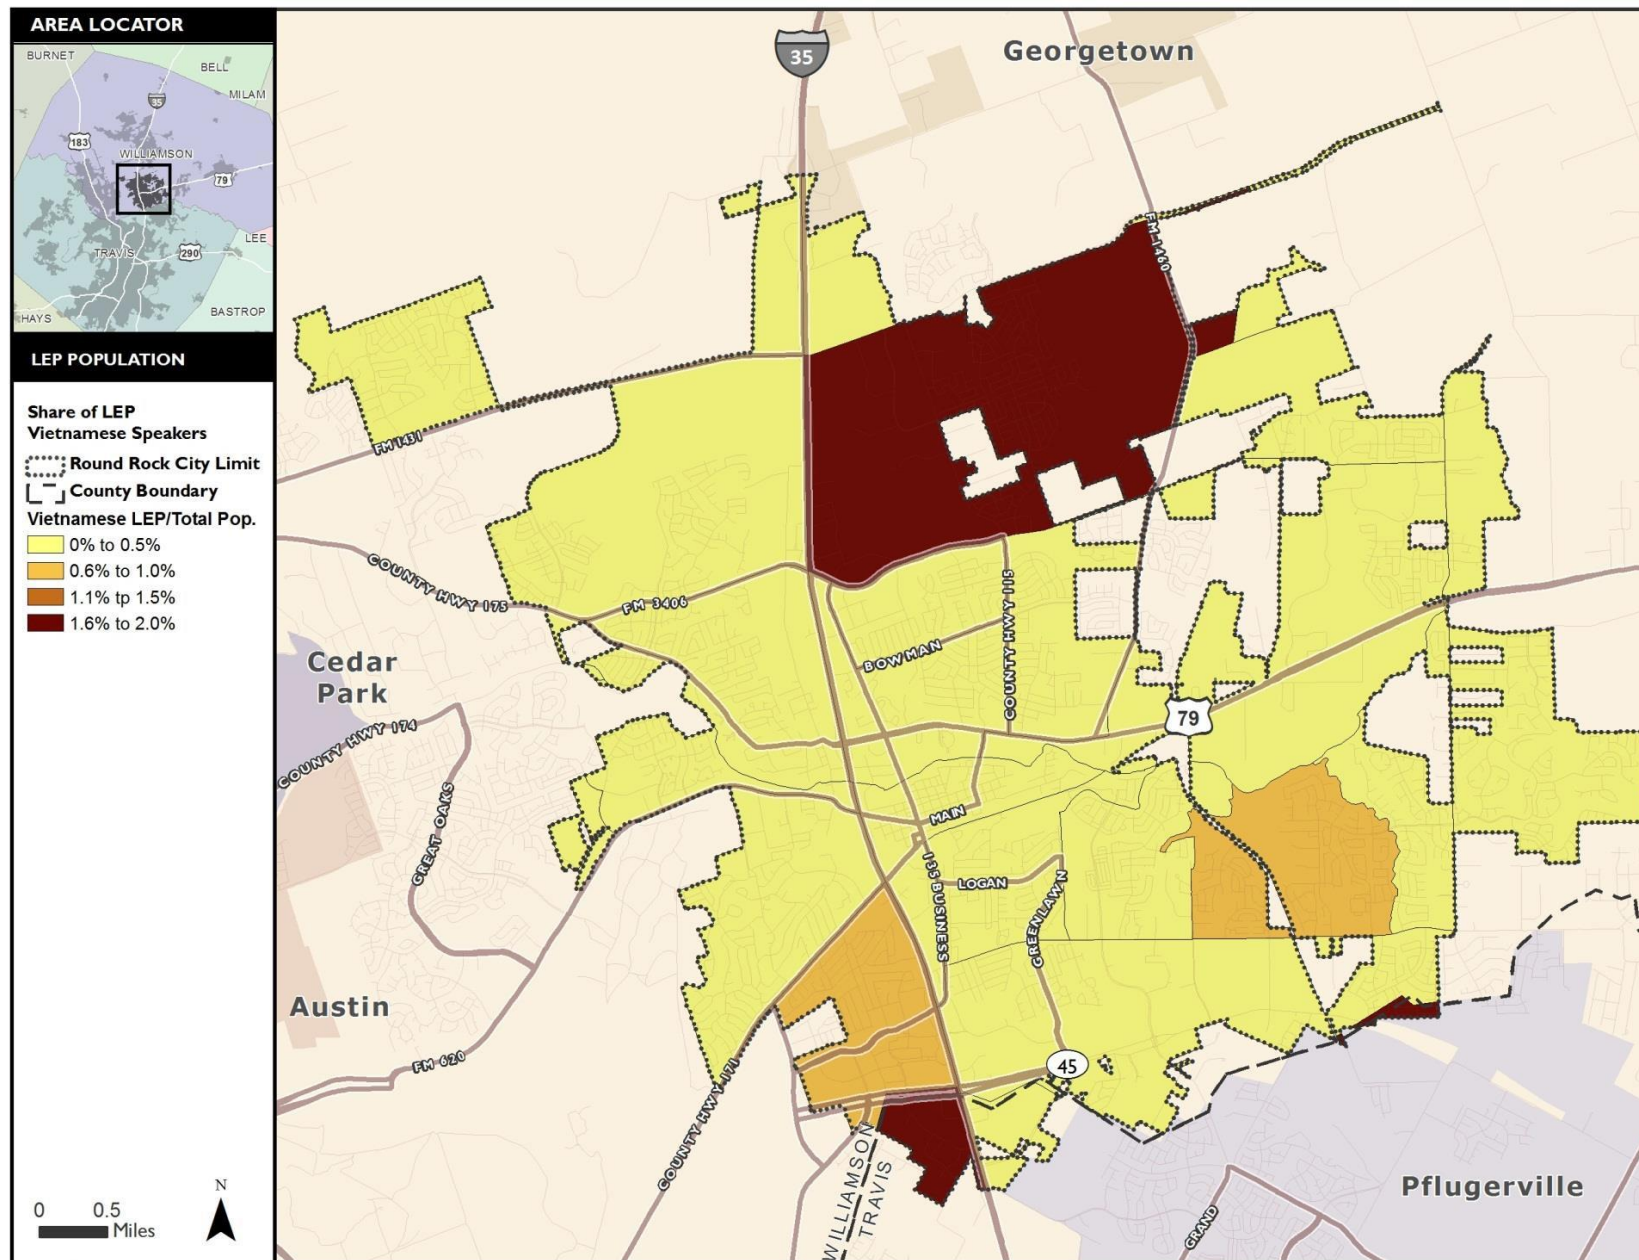 AREA LOCATOR
BURNET
BELL
MILAM
35
183
WILLIAMSON
79
LEE
TRAVIS
290
HAYS
BASTROP
LEP POPULATION
Share of LEP
Vietnamese Speakers
Round Rock City Limit
County Boundary
Vietnamese LEP/Total Pop.
0% to 0.5%
0.6% to 1.0%
1.1% tp 1.5%
1.6% to 2.0%
0 0.5
Miles
N
35
Georgetown
FM 1460
FM 1431
COUNTY HWY 175
FM 3406
BOWMAN
COUNTY HWY 115
Cedar
Park
79
COUNTY HWY 174
GREAT OAKS
MAIN
I35 BUSINESS
LOGAN
GREENLAWN
Austin
FM 620
45
COUNTY HWY 171
WILLIAMSON
TRAVIS
Pflugerville
GRAND